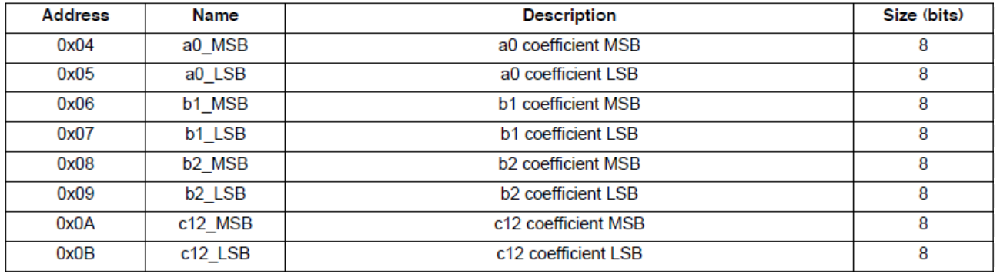 Address Name Description Size (bits)
0x04 a0_MSB a0 coefficient MSB 8
0x05 a0_LSB a0 coefficient LSB 8
0x06 b1_MSB b1 coefficient MSB 8
0x07 b1_LSB b1 coefficient LSB 8
0x08 b2_MSB b2 coefficient MSB 8
0x09 b2_LSB b2 coefficient LSB 8
0x0A c12_MSB c12 coefficient MSB 8
0x0B c12_LSB c12 coefficient LSB 8